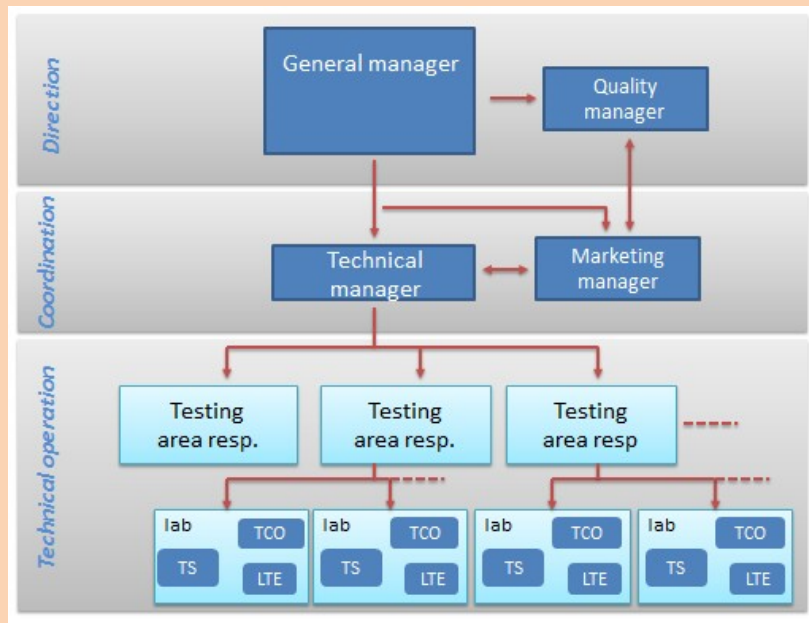 Direction
General manager
Quality
manager
Coordination
Technical
manager
Marketing
manager
Technical operation
Testing
area resp.
Testing
area resp.
Testing
area resp
lab
TCO
TS
LTE
lab
TCO
TS
LTE
lab
TCO
TS
LTE
lab
TCO
TS
LTE